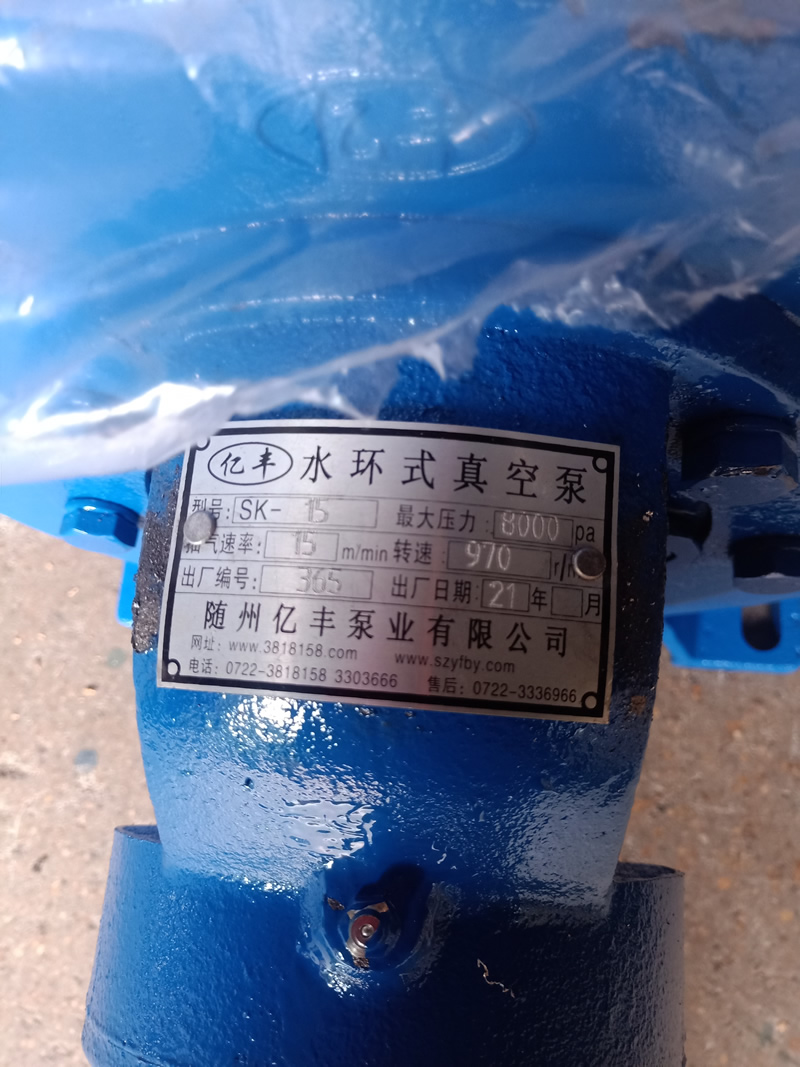 亿丰 水环式真空泵
型号: SK- 15 最大压力: 8000 pa
抽气速率: 15 m/min 转速: 970 r/
出厂编号: 365 出厂日期: 21 年 月
随州亿丰泵业有限公司
网址: www.3818158.com www.szyfby.com
电话: 0722-3818158 3303666 售后: 0722-3336966